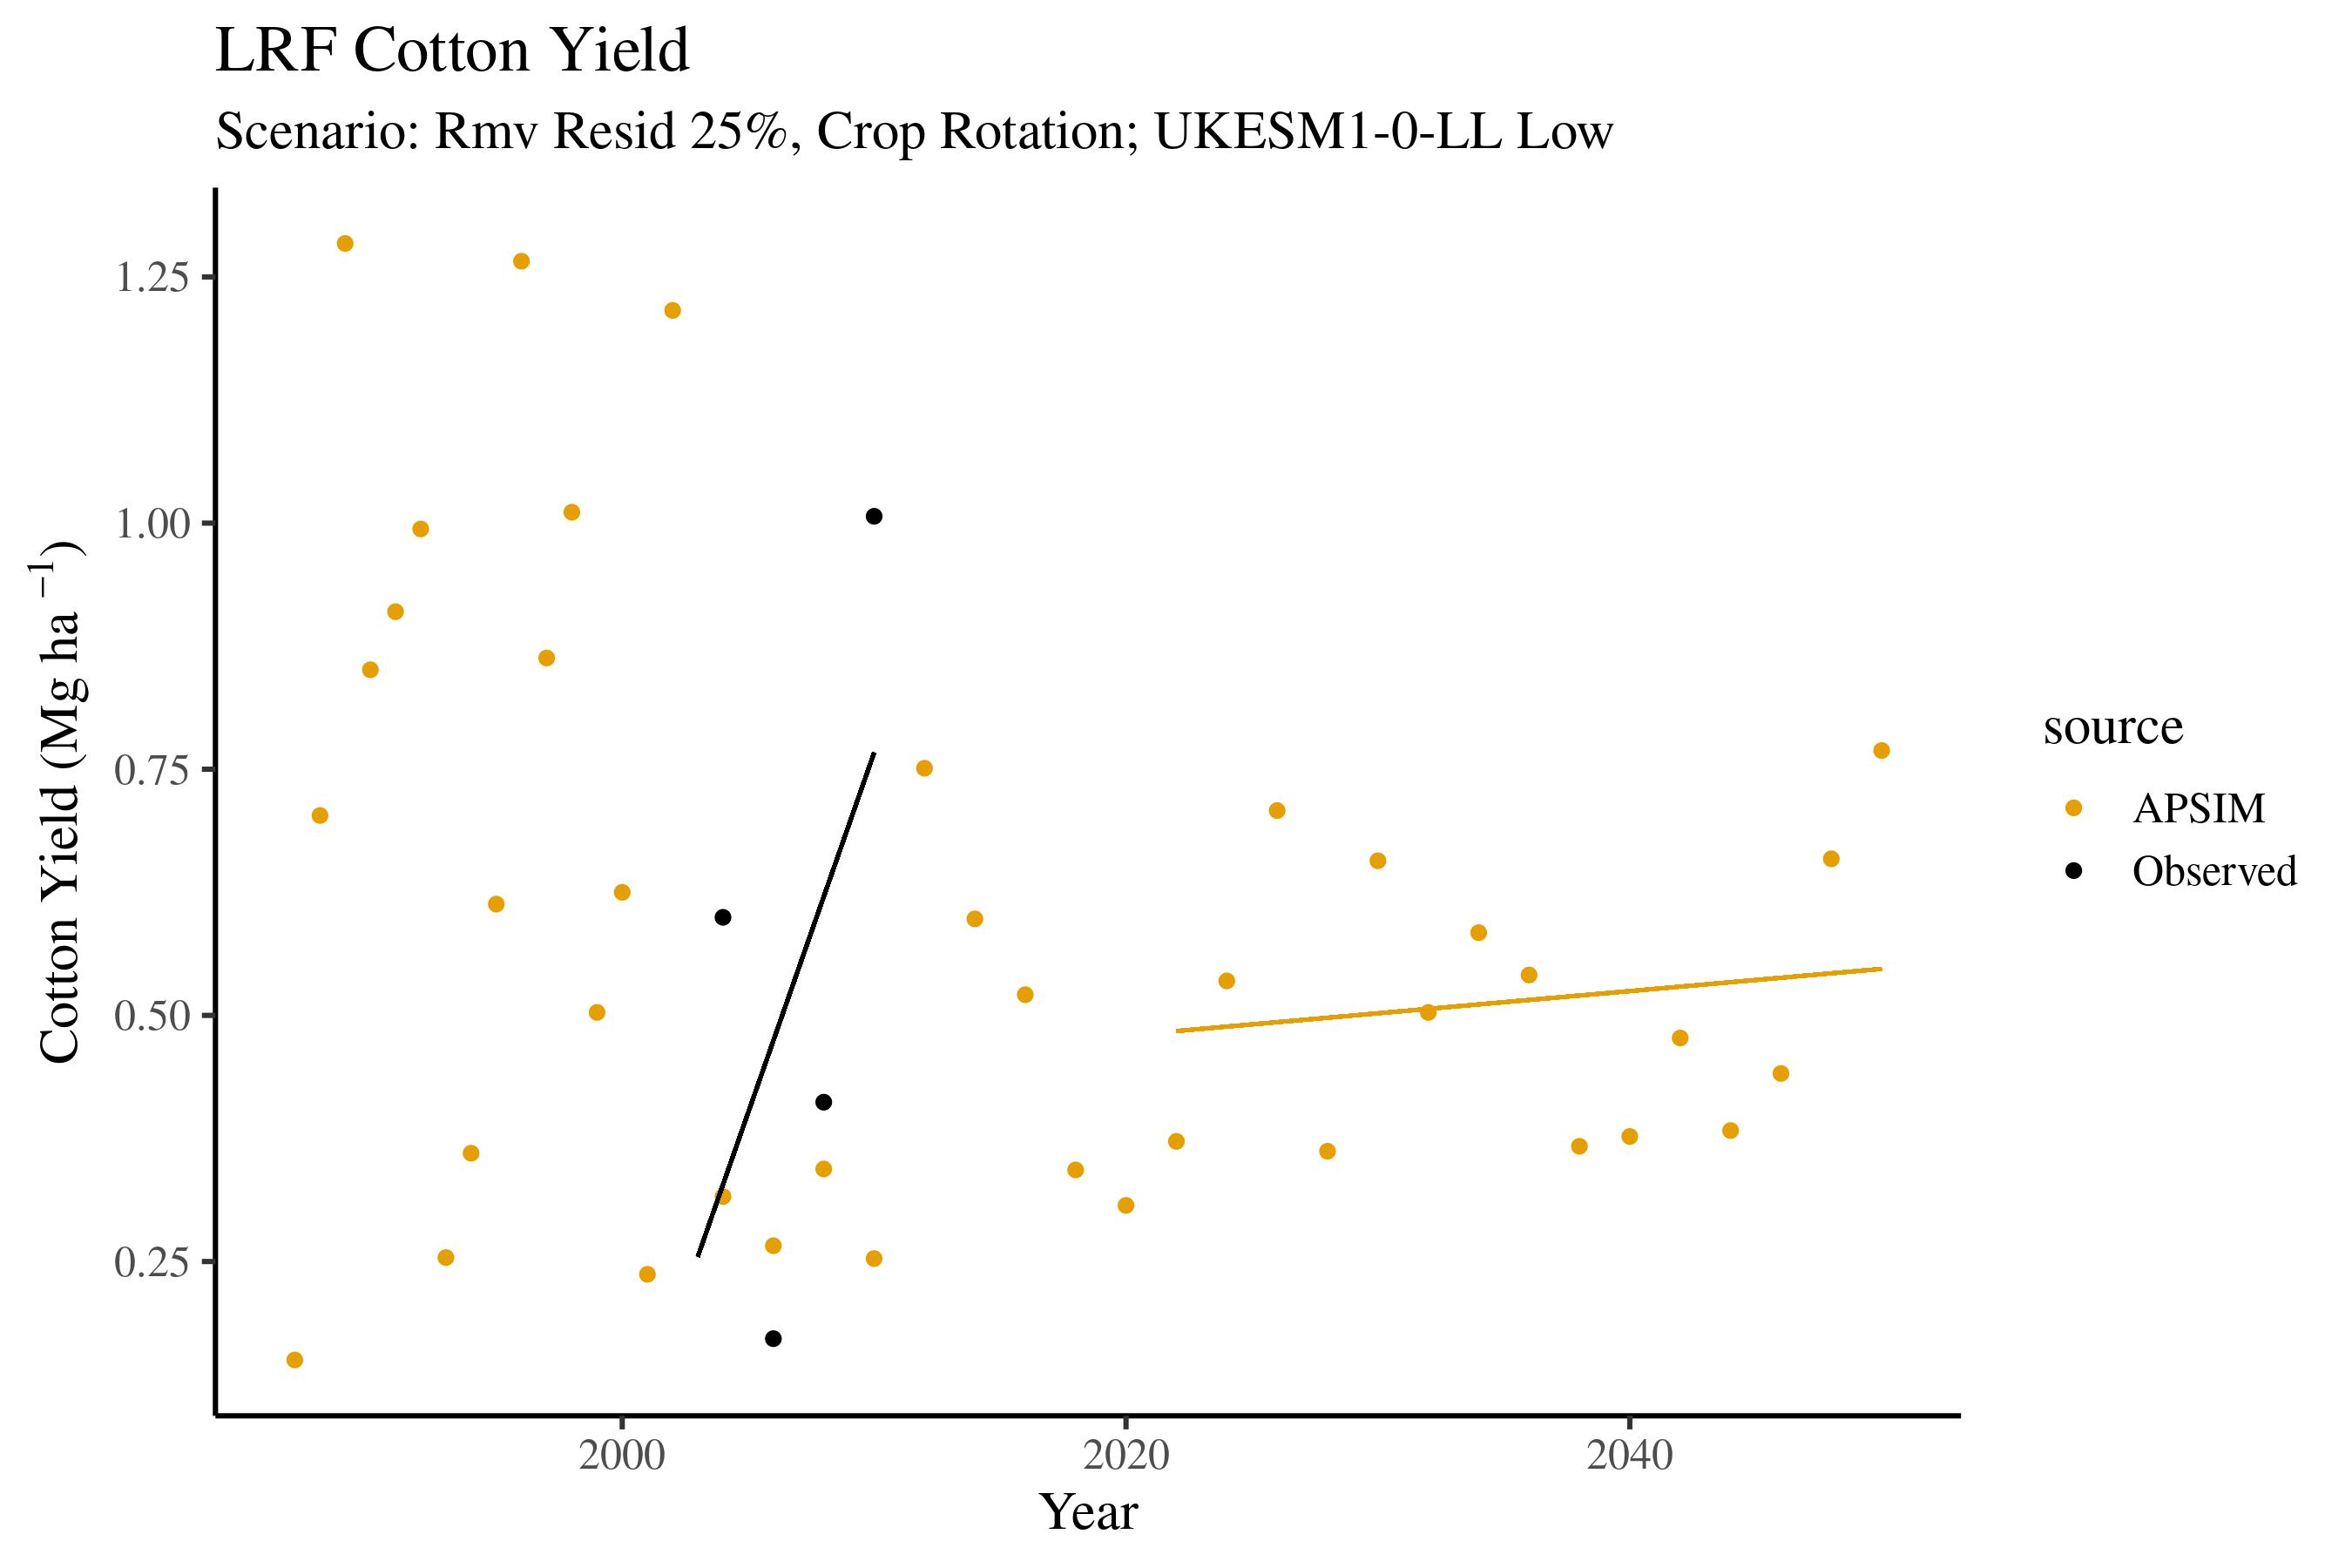 LRF Cotton Yield
Scenario: Rmv Resid 25%, Crop Rotation; UKESM1-0-LL Low
Cotton Yield (Mg ha −1)
1.25
1.00
0.75
0.50
0.25
2000 2020 2040
Year
source
APSIM
Observed